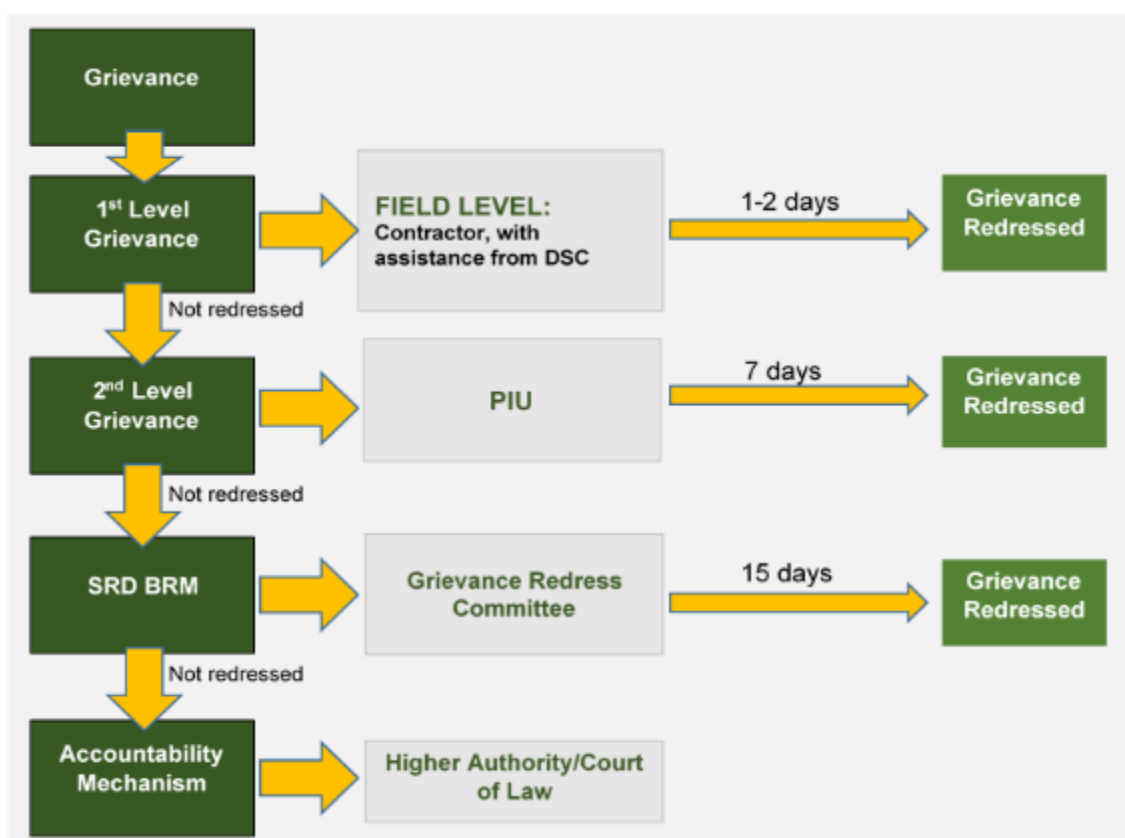 Grievance
1st Level
Grievance
FIELD LEVEL:
Contractor, with
assistance from DSC
1-2 days
Grievance
Redressed
Not redressed
2nd Level
Grievance
PIU
7 days
Grievance
Redressed
Not redressed
SRD BRM
Grievance Redress
Committee
15 days
Grievance
Redressed
Not redressed
Accountability
Mechanism
Higher Authority/Court
of Law